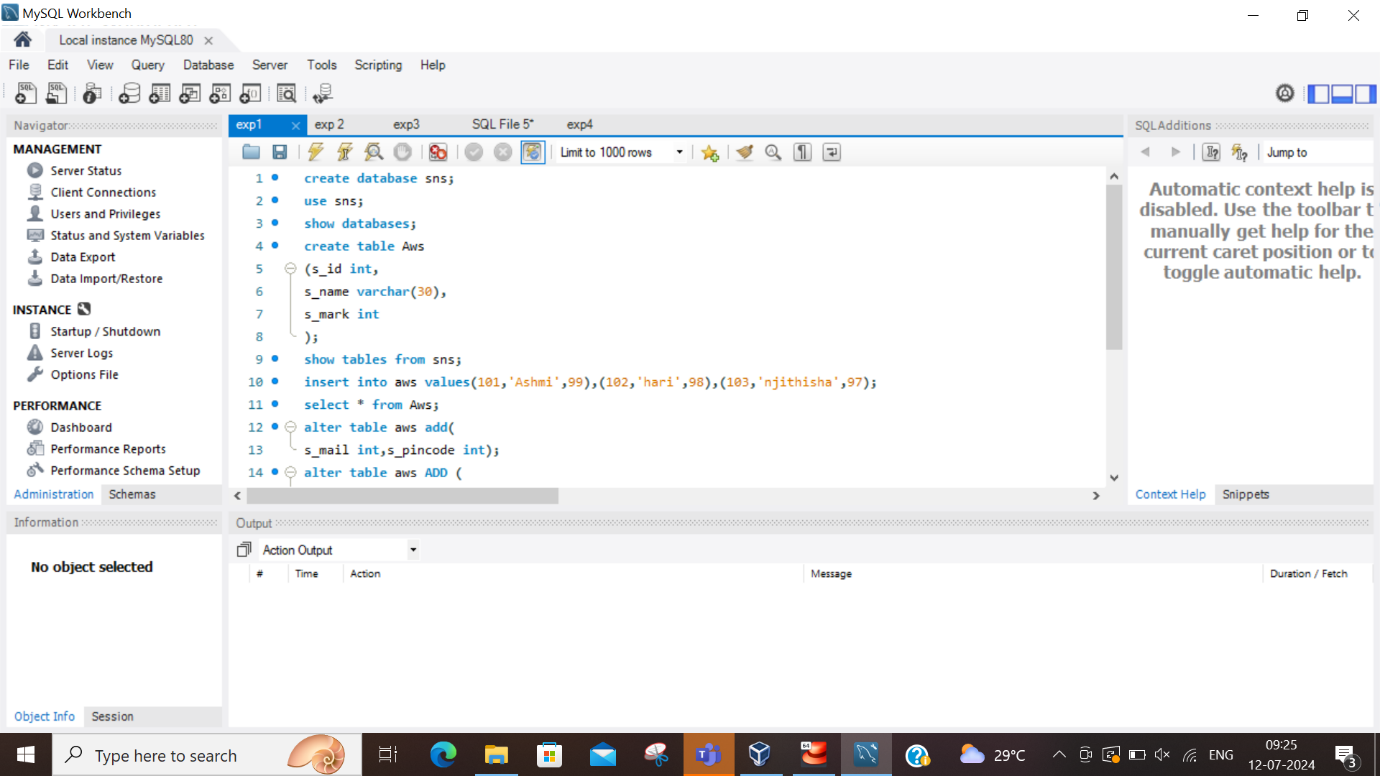 MySQL Workbench
Local instance MySQL80
File Edit View Query Database Server Tools Scripting Help
Navigator
MANAGEMENT
Server Status
Client Connections
Users and Privileges
Status and System Variables
Data Export
Data Import/Restore
INSTANCE
Startup / Shutdown
Server Logs
Options File
PERFORMANCE
Dashboard
Performance Reports
Performance Schema Setup
Administration Schemas
Information
No object selected
Object Info Session
exp1 exp 2 exp3 SQL File 5* exp4
Limit to 1000 rows
1 create database sns;
2 use sns;
3 show databases;
4 create table Aws
5 (s_id int,
6 s_name varchar(30),
7 s_mark int
8 );
9 show tables from sns;
10 insert into aws values(101,'Ashmi',99),(102,'hari',98),(103,'njithisha',97);
11 select * from Aws;
12 alter table aws add(
13 s_mail int,s_pincode int);
14 alter table aws ADD (
SQLAdditions
Jump to
Automatic context help is
disabled. Use the toolbar t
manually get help for the
current caret position or to
toggle automatic help.
Context Help Snippets
Output
Action Output
# Time Action Message Duration / Fetch
Type here to search
64
29°C
ENG
09:25
12-07-2024
3